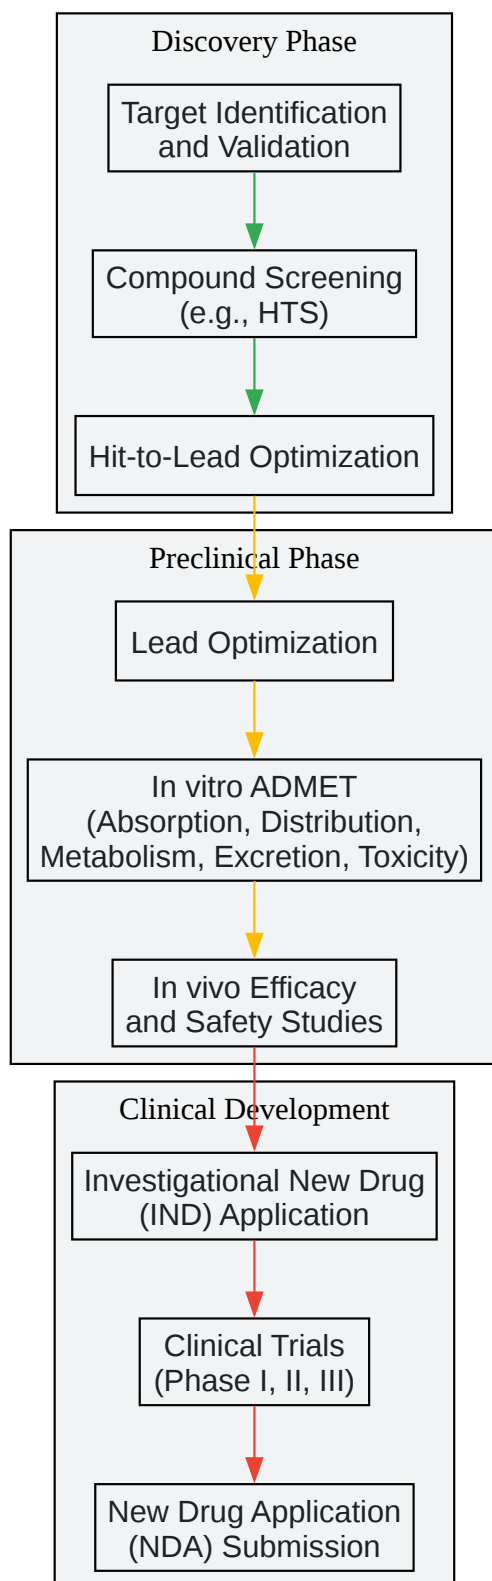 Discovery Phase
Target Identification
and Validation
Compound Screening
(e.g., HTS)
Hit-to-Lead Optimization
Preclinical Phase
Lead Optimization
In vitro ADMET
(Absorption, Distribution,
Metabolism, Excretion, Toxicity)
In vivo Efficacy
and Safety Studies
Clinical Development
Investigational New Drug
(IND) Application
Clinical Trials
(Phase I, II, III)
New Drug Application
(NDA) Submission